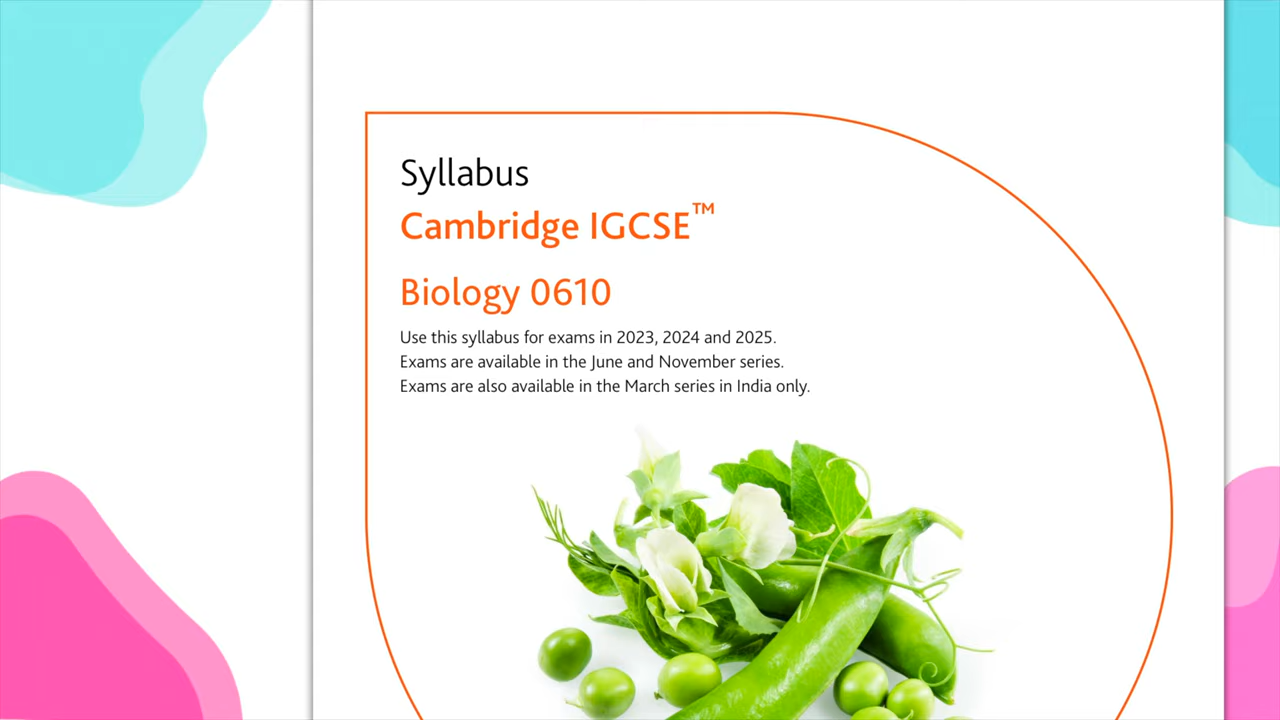 Syllabus
Cambridge IGCSE™
Biology 0610
Use this syllabus for exams in 2023, 2024 and 2025.
Exams are available in the June and November series.
Exams are also available in the March series in India only.